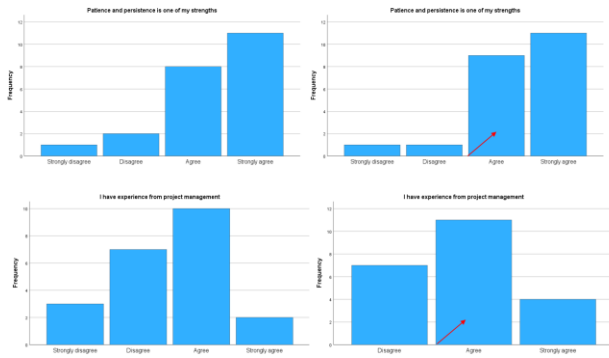 Patience and persistence is one of my strengths
Patience and persistence is one of my strengths
Frequency
12
10
8
6
4
2
0
Strongly disagree Disagree Agree Strongly agree
Frequency
12
10
8
6
4
2
0
Strongly disagree Disagree Agree Strongly agree
I have experience from project management
I have experience from project management
Frequency
10
8
6
4
2
0
Strongly disagree Disagree Agree Strongly agree
Frequency
12
10
8
6
4
2
0
Disagree Agree Strongly agree